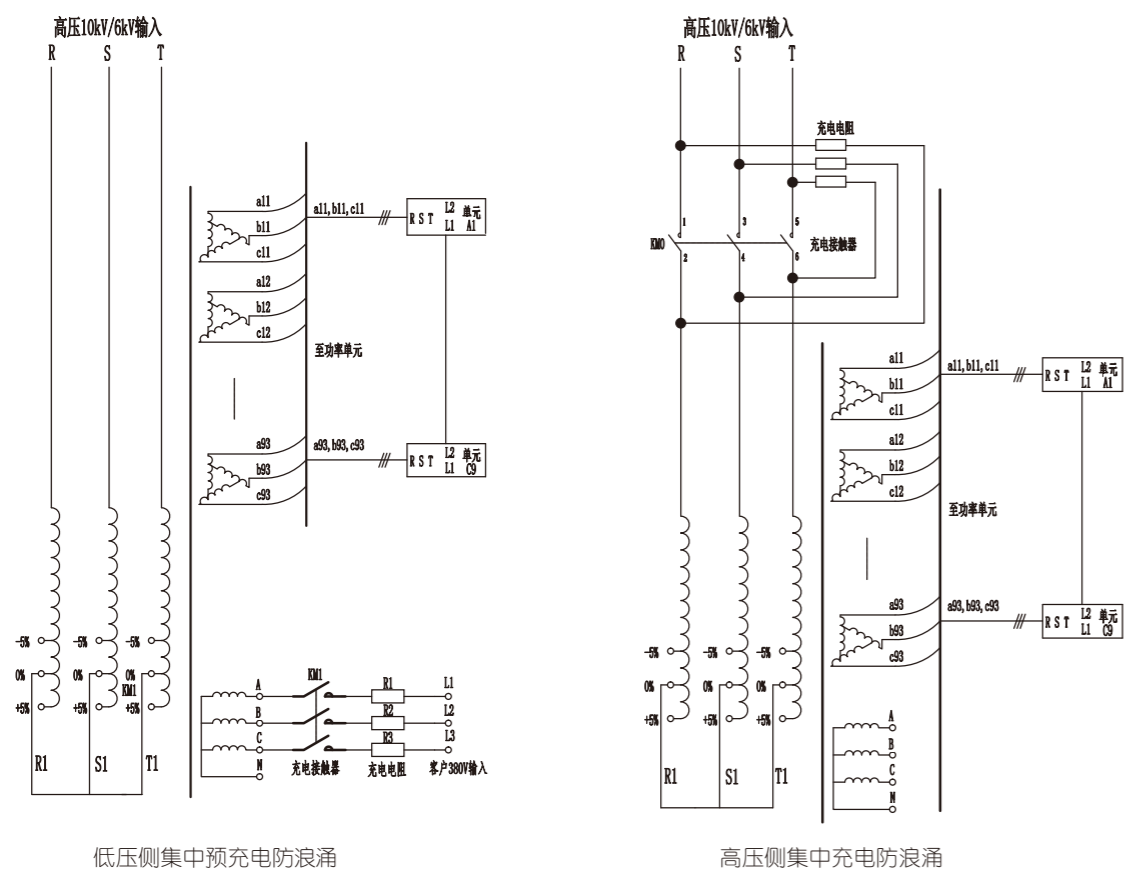 高压10kV/6kV输入
R S T
a11
b11
c11
a12
b12
c12
a93
b93
c93
a11,b11,c11
RST L2 单元
L1 A1
至功率单元
a93,b93,c93
RST L2 单元
L1 C9
-5% -5% -5%
0% 0% 0%
KM1
+5% +5% +5%
R1 S1 T1
A KM1 R1 L1
B R2 L2
C R3 L3
N 充电接触器 充电电阻 客户380V输入
低压侧集中预充电防浪涌
高压10kV/6kV输入
R S T
充电电阻
1 3 5
KM0 充电接触器
2 4 6
a11
b11
c11
a12
b12
c12
a93
b93
c93
a11,b11,c11
RST L2 单元
L1 A1
至功率单元
a93,b93,c93
RST L2 单元
L1 C9
-5% -5% -5%
0% 0% 0%
+5% +5% +5%
R1 S1 T1
A
B
C
N
高压侧集中充电防浪涌